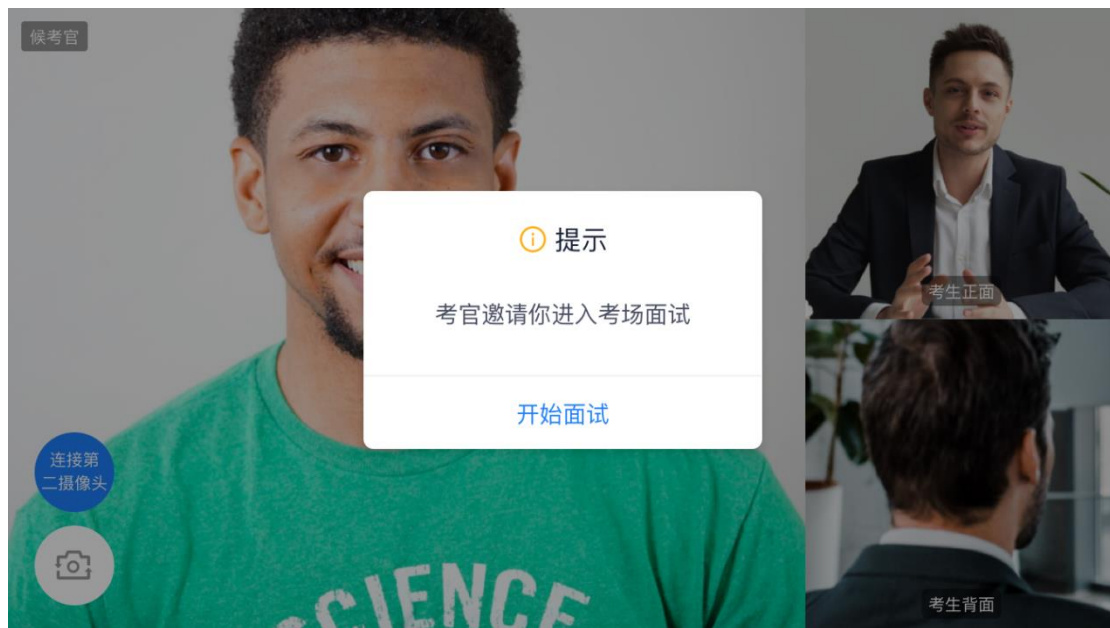 候考官
提示
考官邀请你进入考场面试
开始面试
考生正面
连接第
二摄像头
SCIENCE
考生背面